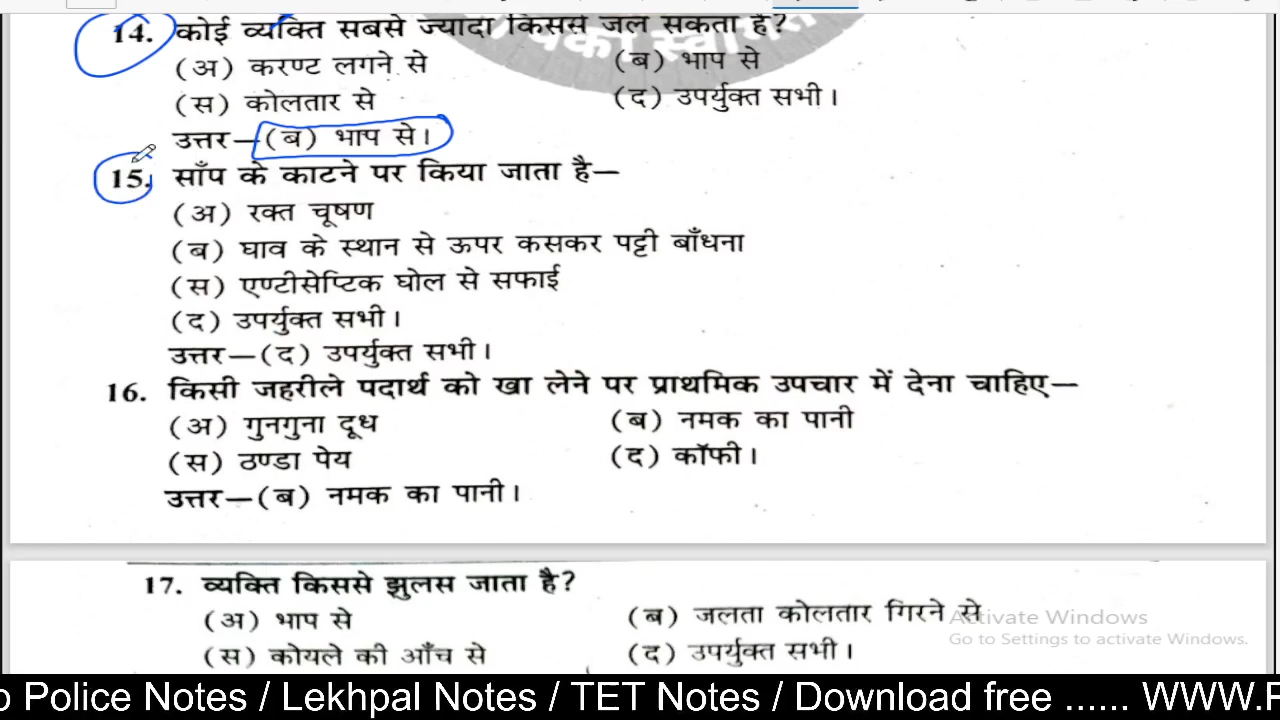 14. कोई व्यक्ति सबसे ज्यादा किससे जल सकता है?
(अ) करण्ट लगने से (ब) भाप से
(स) कोलतार से (द) उपर्युक्त सभी।
उत्तर—(ब) भाप से।
15. साँप के काटने पर किया जाता है—
(अ) रक्त चूषण
(ब) घाव के स्थान से ऊपर कसकर पट्टी बाँधना
(स) एण्टीसेप्टिक घोल से सफाई
(द) उपर्युक्त सभी।
उत्तर—(द) उपर्युक्त सभी।
16. किसी जहरीले पदार्थ को खा लेने पर प्राथमिक उपचार में देना चाहिए—
(अ) गुनगुना दूध (ब) नमक का पानी
(स) ठण्डा पेय (द) कॉफी।
उत्तर—(ब) नमक का पानी।
17. व्यक्ति किससे झुलस जाता है?
(अ) भाप से (ब) जलता कोलतार गिरने से
(स) कोयले की आँच से (द) उपर्युक्त सभी।
Activate Windows
Go to Settings to activate Windows.
Police Notes / Lekhpal Notes / TET Notes / Download free ...... WWW.F